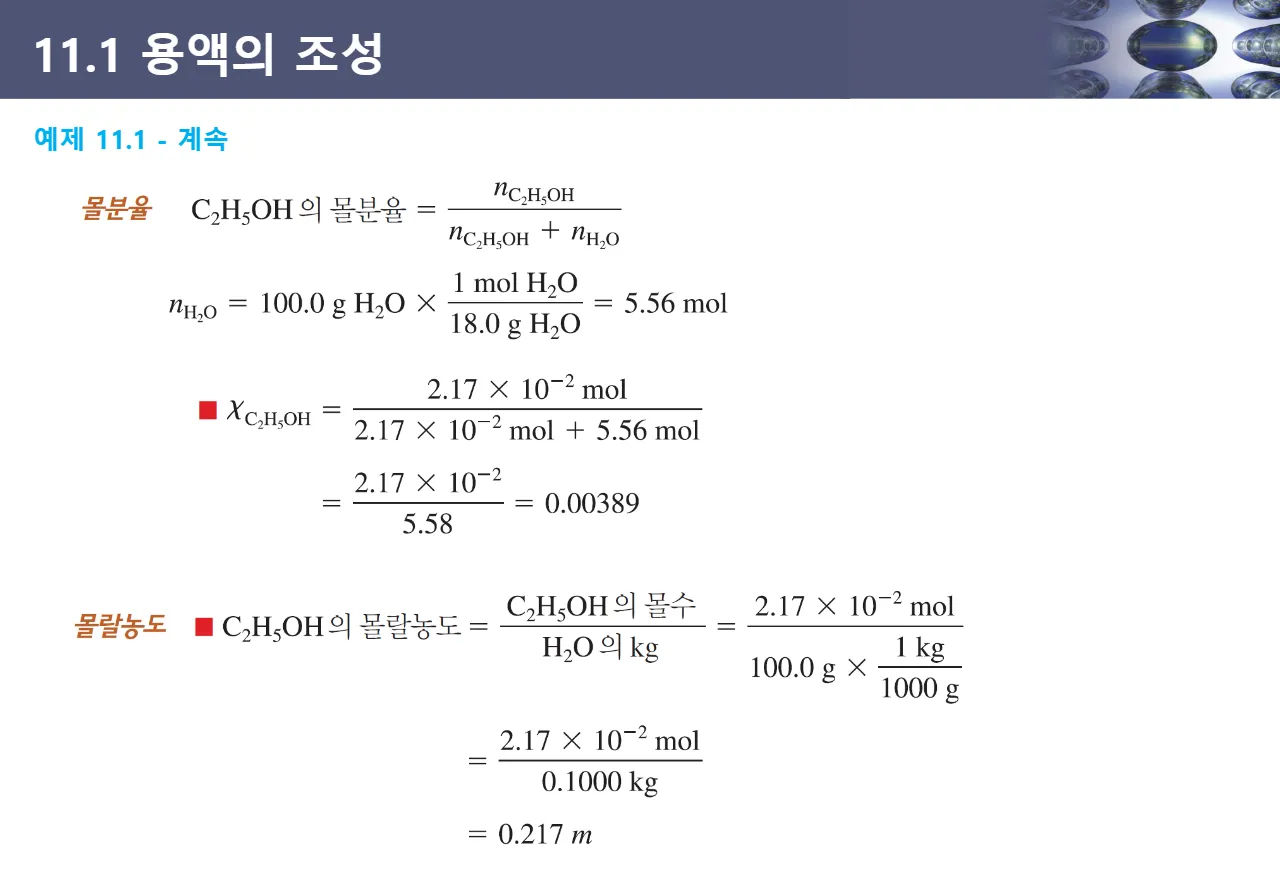 11.1 용액의 조성
예제 11.1 - 계속
몰분율 C₂H₅OH의 몰분율 = n_C₂H₅OH / (n_C₂H₅OH + n_H₂O)
n_H₂O = 100.0 g H₂O × (1 mol H₂O / 18.0 g H₂O) = 5.56 mol
■ χ_C₂H₅OH = (2.17 × 10⁻² mol) / (2.17 × 10⁻² mol + 5.56 mol)
= (2.17 × 10⁻²) / 5.58 = 0.00389
몰랄농도 ■ C₂H₅OH의 몰랄농도 = C₂H₅OH의 몰수 / H₂O의 kg = (2.17 × 10⁻² mol) / (100.0 g × (1 kg / 1000 g))
= (2.17 × 10⁻² mol) / (0.1000 kg)
= 0.217 m